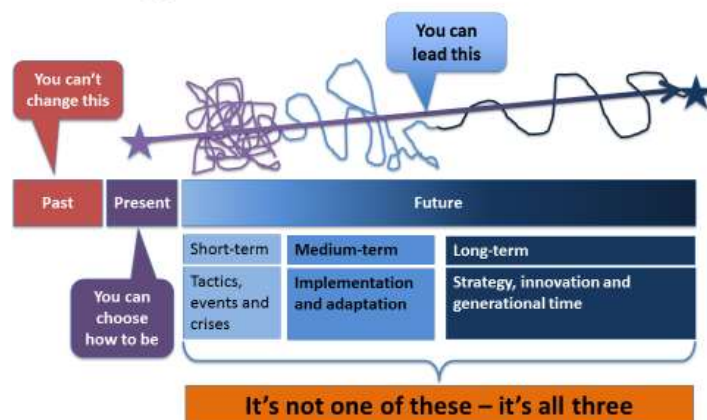 You can
lead this
You can't
change this
Past
Present
Future
Short-term
Medium-term
Long-term
Tactics,
events and
crises
Implementation
and adaptation
Strategy, innovation and
generational time
You can
choose
how to be
It's not one of these – it's all three